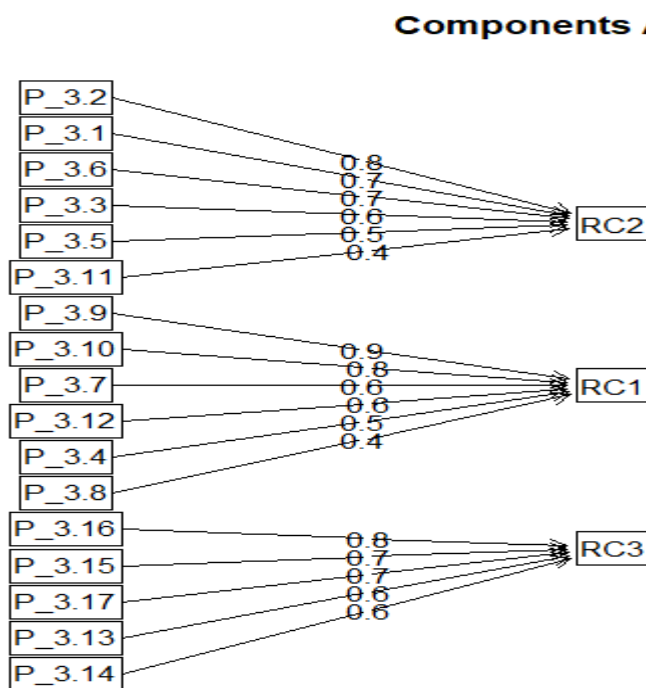 Components A
P_3.2
P_3.1
P_3.6
P_3.3
P_3.5
P_3.11
0.8
0.7
0.7
0.6
0.5
0.4
RC2
P_3.9
P_3.10
P_3.7
P_3.12
P_3.4
P_3.8
0.9
0.8
0.6
0.6
0.5
0.4
RC1
P_3.16
P_3.15
P_3.17
P_3.13
P_3.14
0.8
0.7
0.7
0.6
0.6
RC3